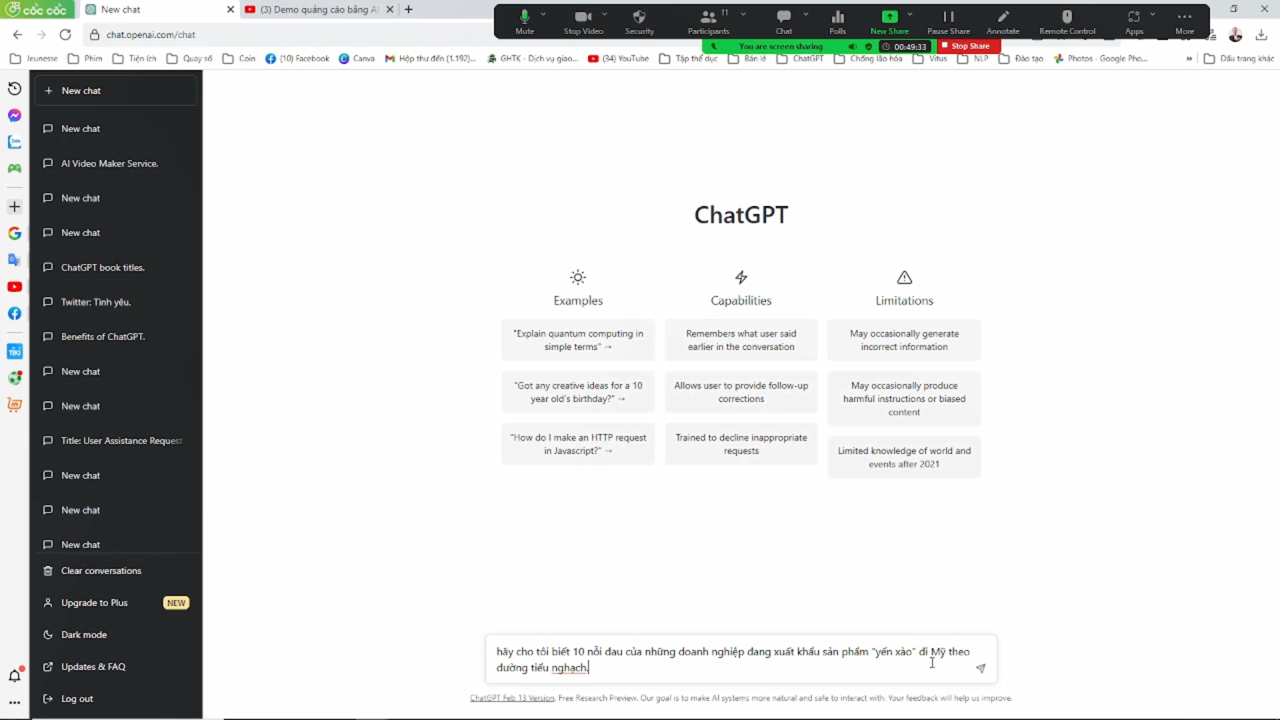 cốc cốc
New chat
(3) Demo quảng cáo bằng AI
Mute
Stop Video
Security
11
Participants
Chat
Polls
New Share
Pause Share
Annotate
Remote Control
Apps
More
You are screen sharing
00:49:33
Stop Share
chat.openai.com/chat
Jeunesse
Phim
Tiện ích
Quay số
Coin
(10) Facebook
Canva
Hộp thư đến (1.192)...
GHTK - Dịch vụ giao...
(34) YouTube
Tập thể dục
Bán lẻ
ChatGPT
Chống lão hóa
Vitus
NLP
Đào tạo
Photos - Google Pho...
Dấu trang khác
New chat
New chat
AI Video Maker Service.
New chat
New chat
ChatGPT book titles.
Twitter: Tình yêu.
Benefits of ChatGPT.
New chat
New chat
Title: User Assistance Request
New chat
New chat
New chat
Clear conversations
Upgrade to Plus
NEW
Dark mode
Updates & FAQ
Log out
ChatGPT
Examples
Capabilities
Limitations
"Explain quantum computing in
simple terms" →
Remembers what user said
earlier in the conversation
May occasionally generate
incorrect information
"Got any creative ideas for a 10
year old's birthday?" →
Allows user to provide follow-up
corrections
May occasionally produce
harmful instructions or biased
content
"How do I make an HTTP request
in Javascript?" →
Trained to decline inappropriate
requests
Limited knowledge of world and
events after 2021
hãy cho tôi biết 10 nỗi đau của những doanh nghiệp đang xuất khẩu sản phẩm "yến xào" đi Mỹ theo
đường tiểu nghạch.
ChatGPT Feb 13 Version. Free Research Preview. Our goal is to make AI systems more natural and safe to interact with. Your feedback will help us improve.